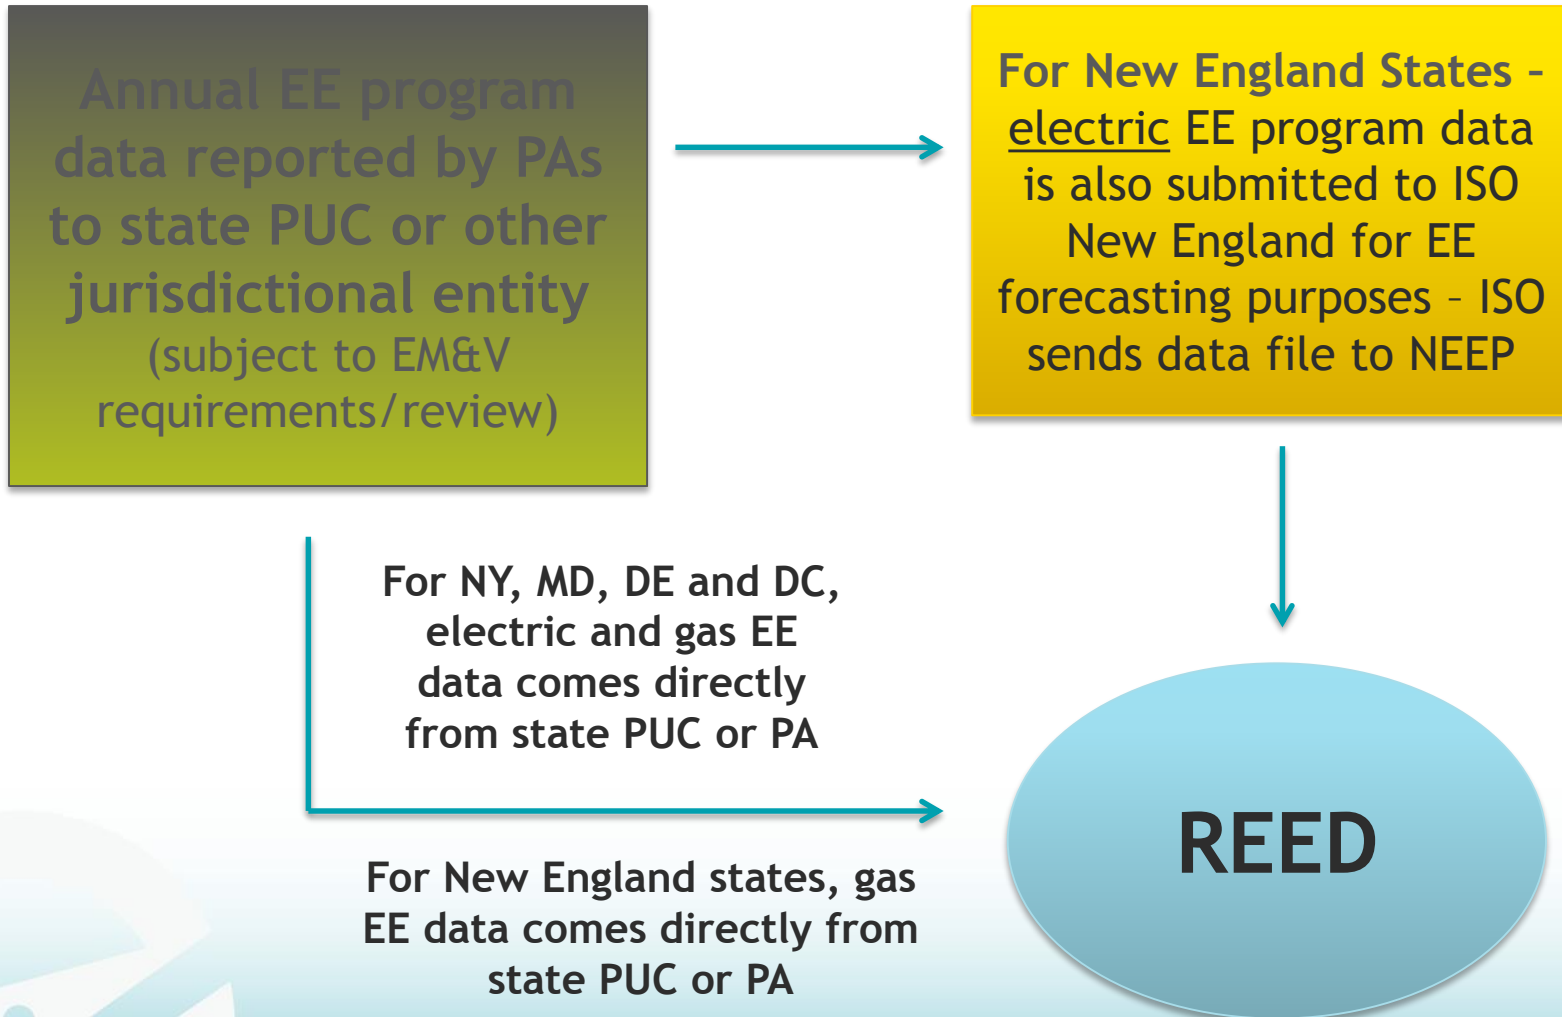 Annual EE program
data reported by PAs
to state PUC or other
jurisdictional entity
(subject to EM&V
requirements/review)
For New England States –
electric EE program data
is also submitted to ISO
New England for EE
forecasting purposes – ISO
sends data file to NEEP
For NY, MD, DE and DC,
electric and gas EE
data comes directly
from state PUC or PA
For New England states, gas
EE data comes directly from
state PUC or PA
REED